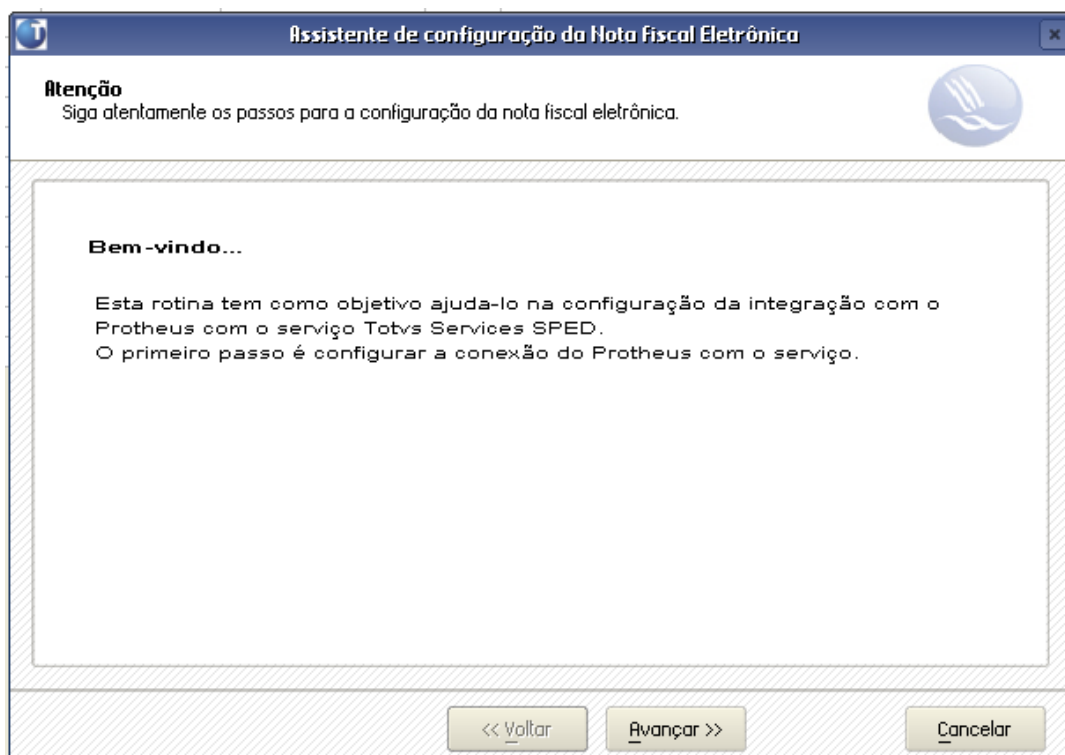 Assistente de configuração da Nota Fiscal Eletrônica
Atenção
Siga atentamente os passos para a configuração da nota fiscal eletrônica.
Bem-vindo...
Esta rotina tem como objetivo ajuda-lo na configuração da integração com o
Protheus com o serviço Totvs Services SPED.
O primeiro passo é configurar a conexão do Protheus com o serviço.
<< Voltar
Avançar >>
Cancelar